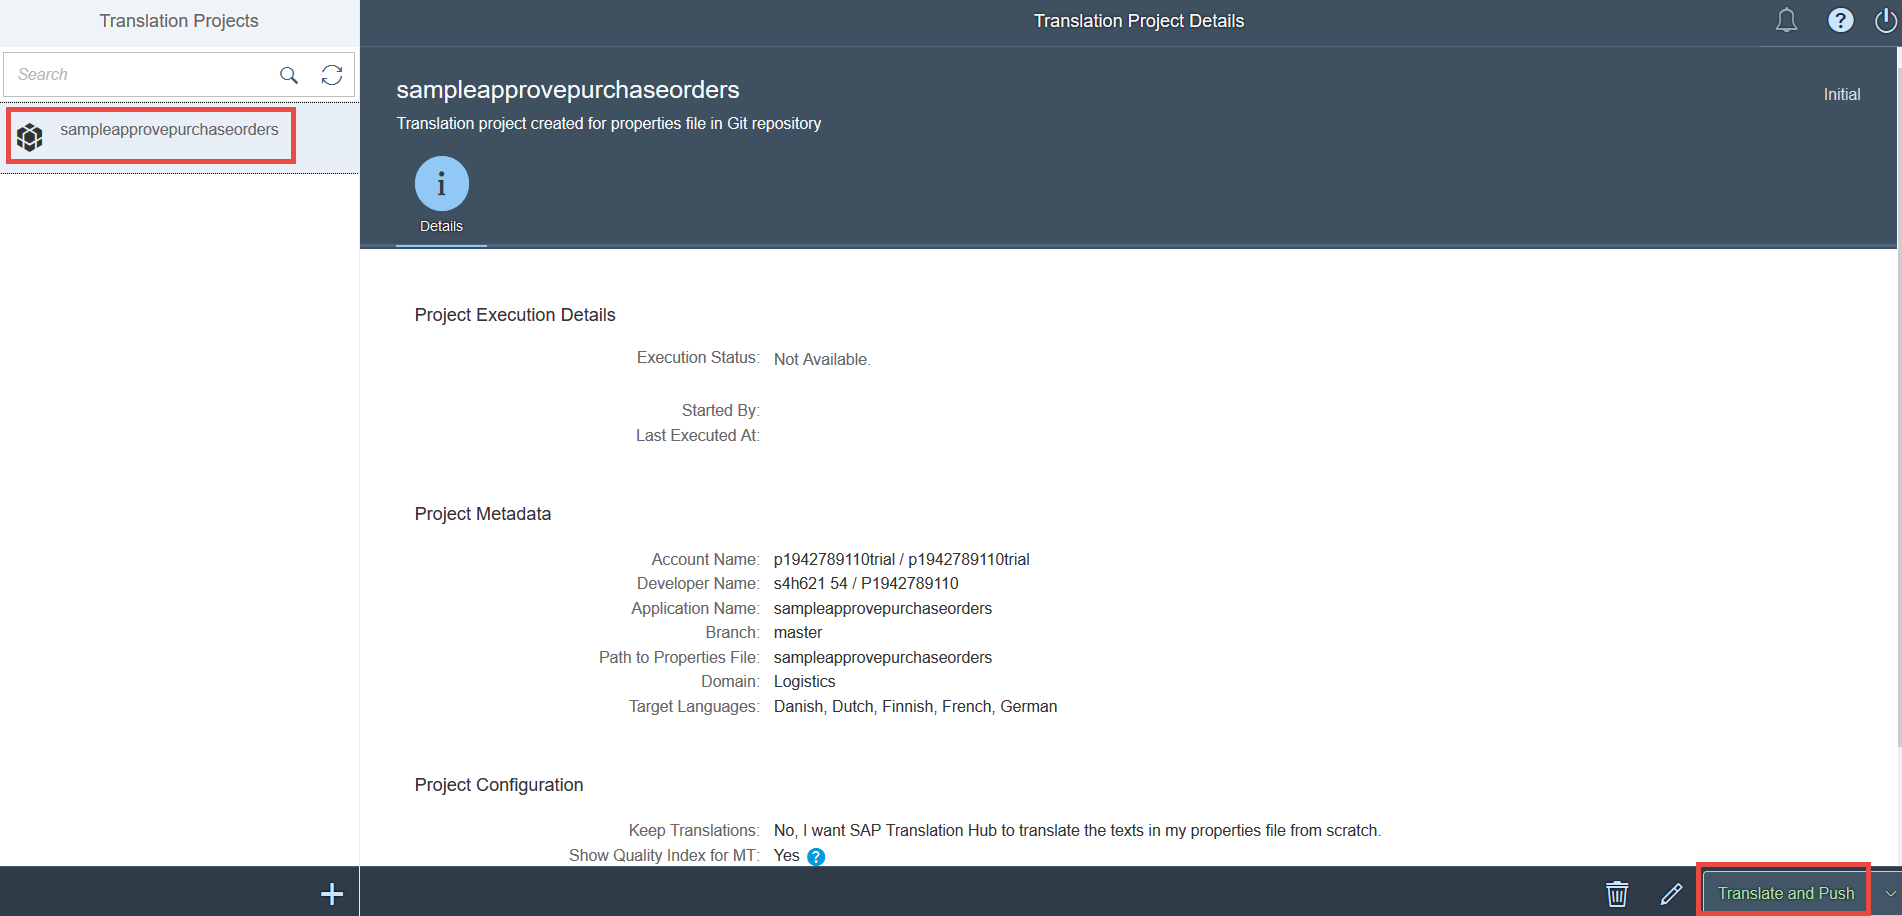 Translation Projects
Translation Project Details
?
Search
sampleapprovepurchaseorders
sampleapprovepurchaseorders
Initial
Translation project created for properties file in Git repository
i
Details
Project Execution Details
Execution Status: Not Available.
Started By:
Last Executed At:
Project Metadata
Account Name: p1942789110trial / p1942789110trial
Developer Name: s4h621 54 / P1942789110
Application Name: sampleapprovepurchaseorders
Branch: master
Path to Properties File: sampleapprovepurchaseorders
Domain: Logistics
Target Languages: Danish, Dutch, Finnish, French, German
Project Configuration
Keep Translations: No, I want SAP Translation Hub to translate the texts in my properties file from scratch.
Show Quality Index for MT: Yes ?
Translate and Push